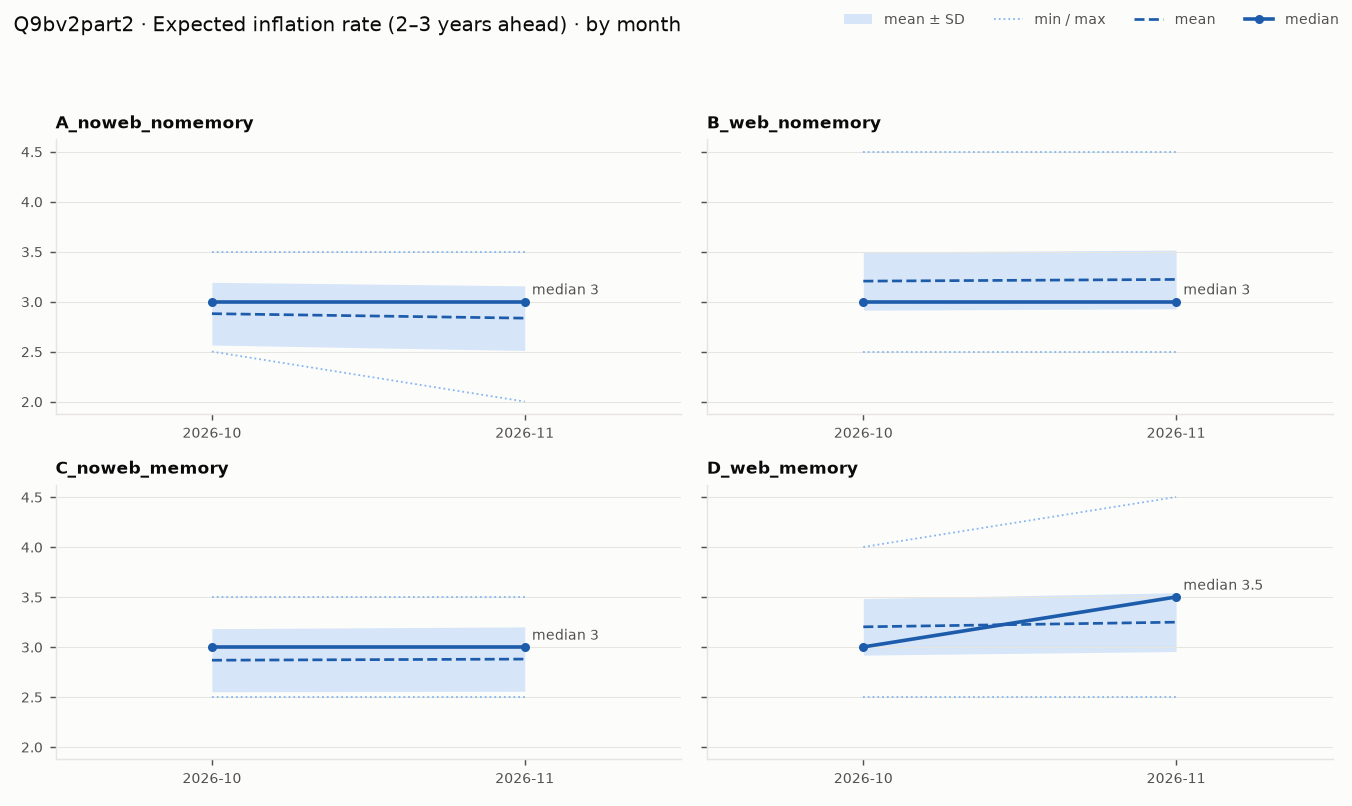 Q9bv2part2 · Expected inflation rate (2–3 years ahead) · by month
mean ± SD
min / max
mean
median
A_noweb_nomemory
4.5
4.0
3.5
3.0
2.5
2.0
median 3
2026-10
2026-11
B_web_nomemory
median 3
2026-10
2026-11
C_noweb_memory
4.5
4.0
3.5
3.0
2.5
2.0
median 3
2026-10
2026-11
D_web_memory
median 3.5
2026-10
2026-11